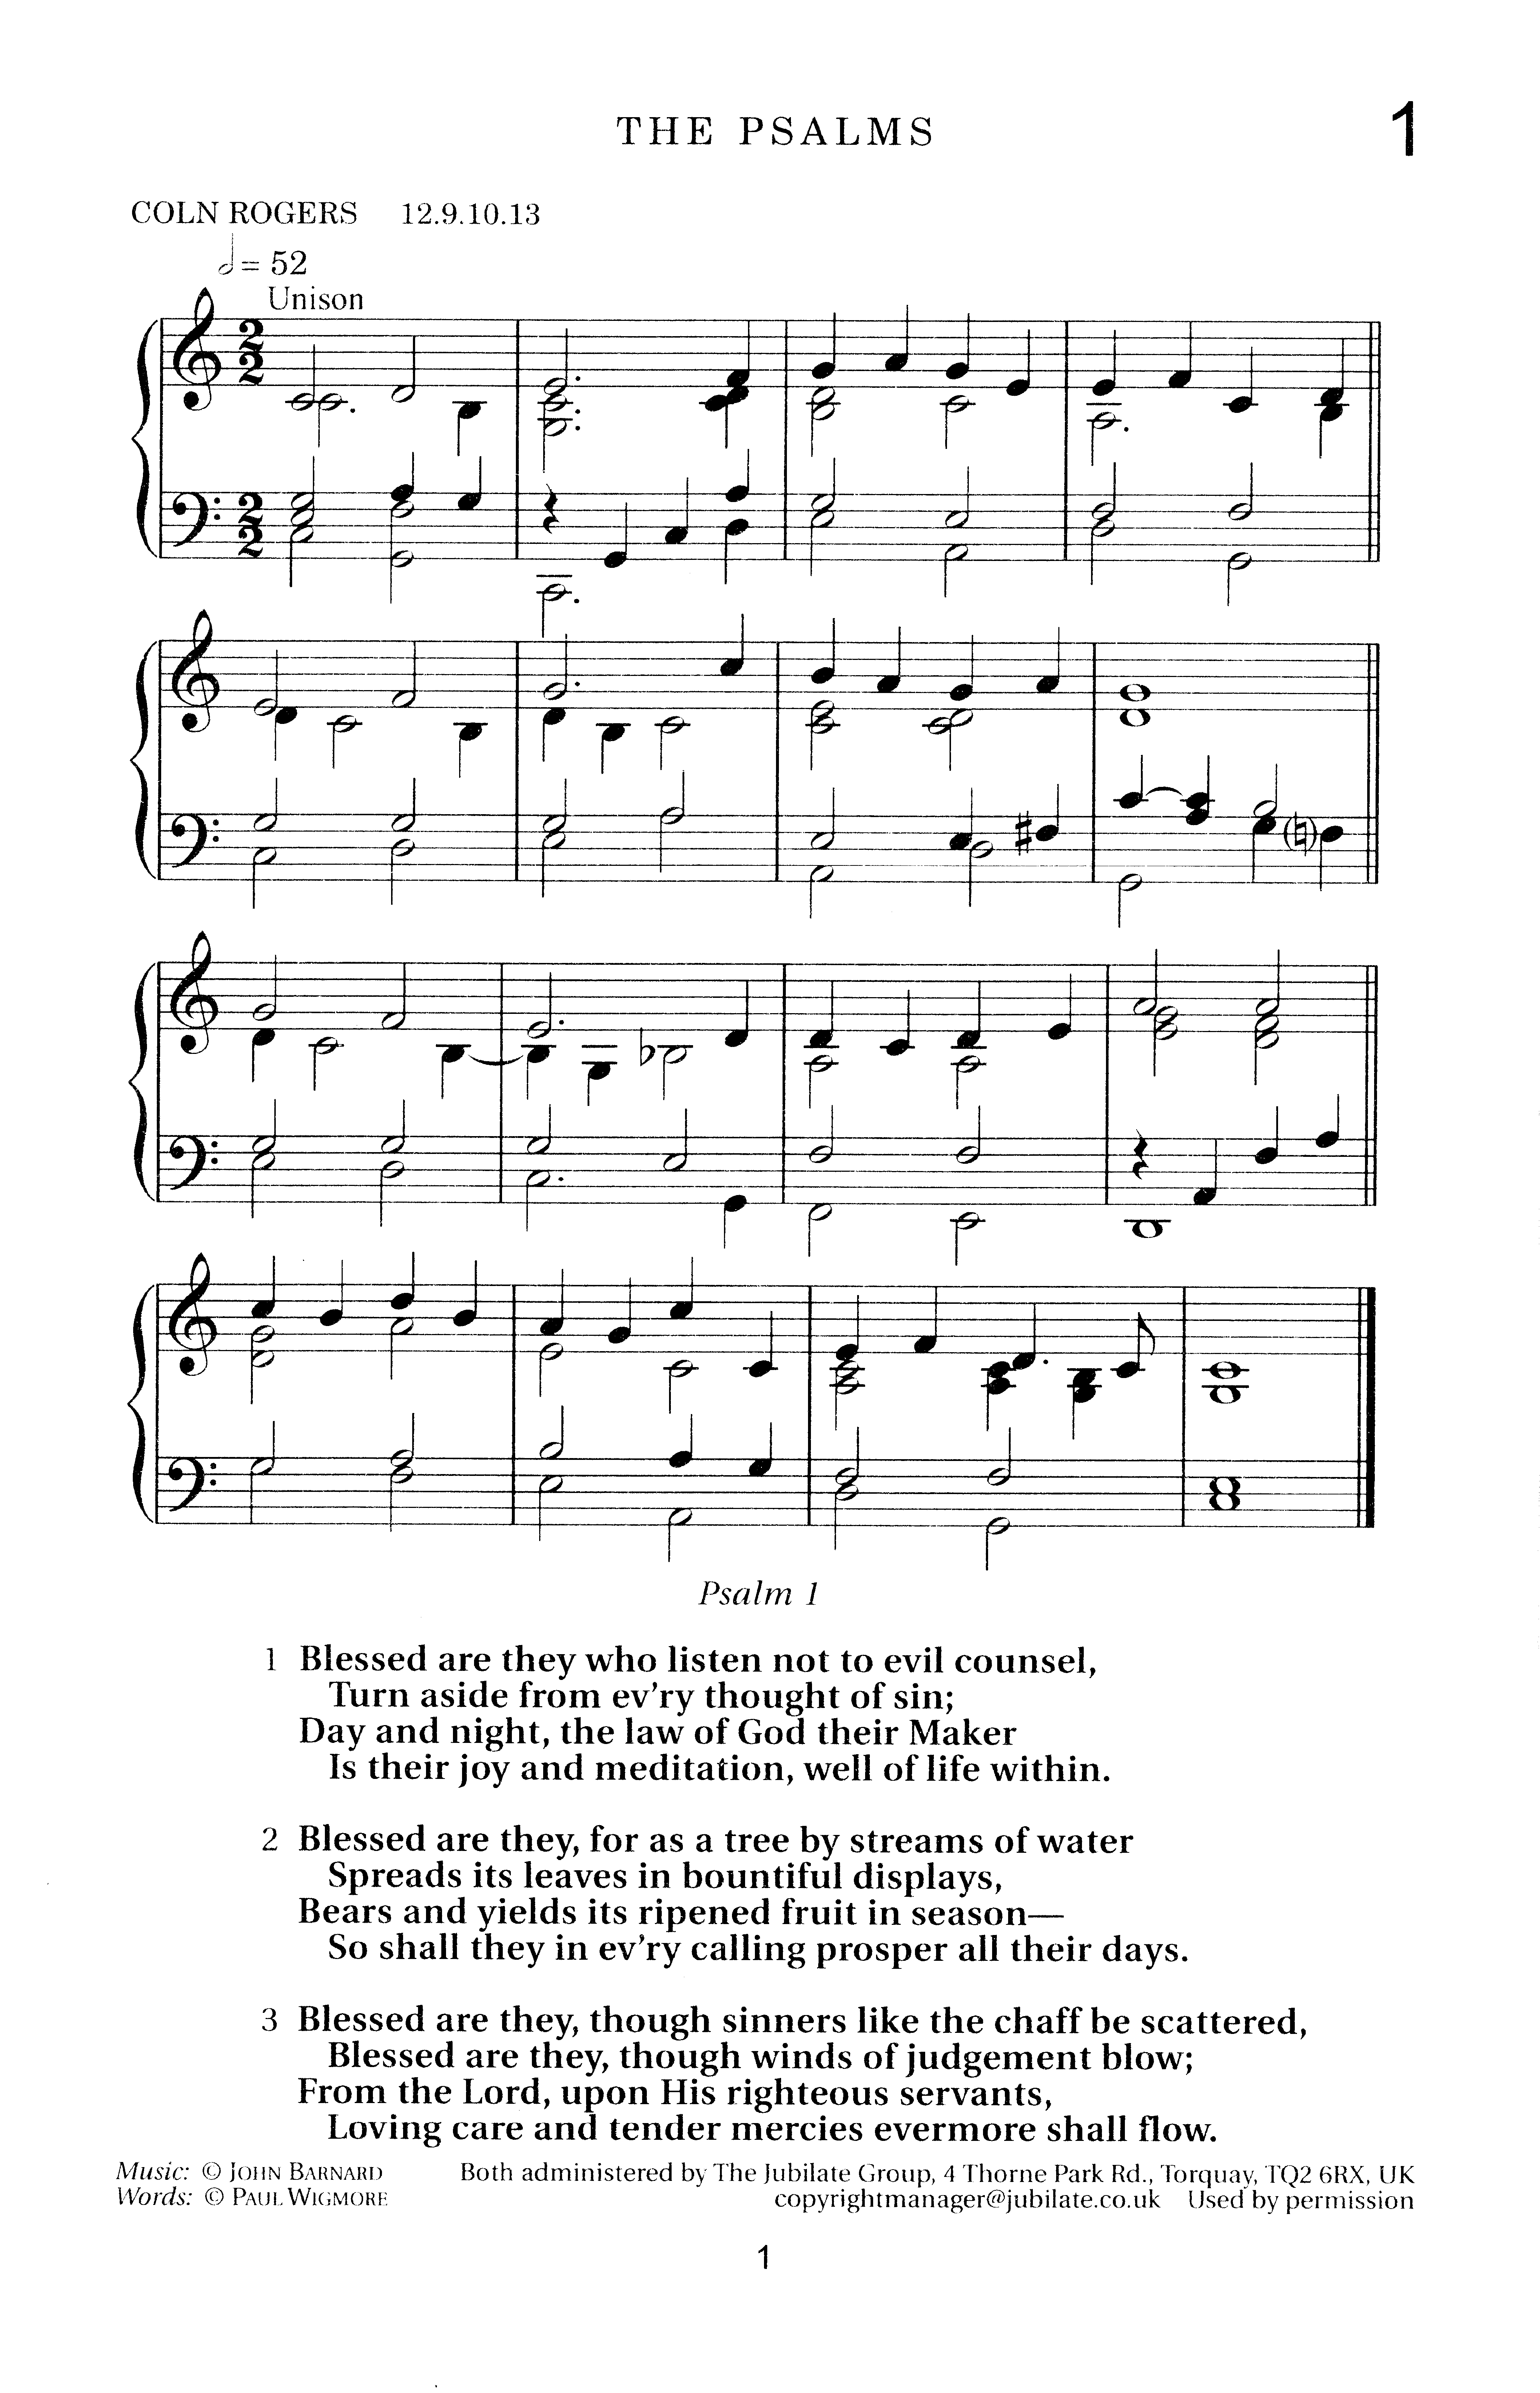 THE PSALMS
1
COLN ROGERS 12.9.10.13
𝅗𝅥 = 52
Unison
Psalm 1
1 Blessed are they who listen not to evil counsel,
Turn aside from ev'ry thought of sin;
Day and night, the law of God their Maker
Is their joy and meditation, well of life within.
2 Blessed are they, for as a tree by streams of water
Spreads its leaves in bountiful displays,
Bears and yields its ripened fruit in season—
So shall they in ev'ry calling prosper all their days.
3 Blessed are they, though sinners like the chaff be scattered,
Blessed are they, though winds of judgement blow;
From the Lord, upon His righteous servants,
Loving care and tender mercies evermore shall flow.
Music: © JOHN BARNARD Both administered by The Jubilate Group, 4 Thorne Park Rd., Torquay, TQ2 6RX, UK
Words: © PAUL WIGMORE copyrightmanager@jubilate.co.uk Used by permission
1